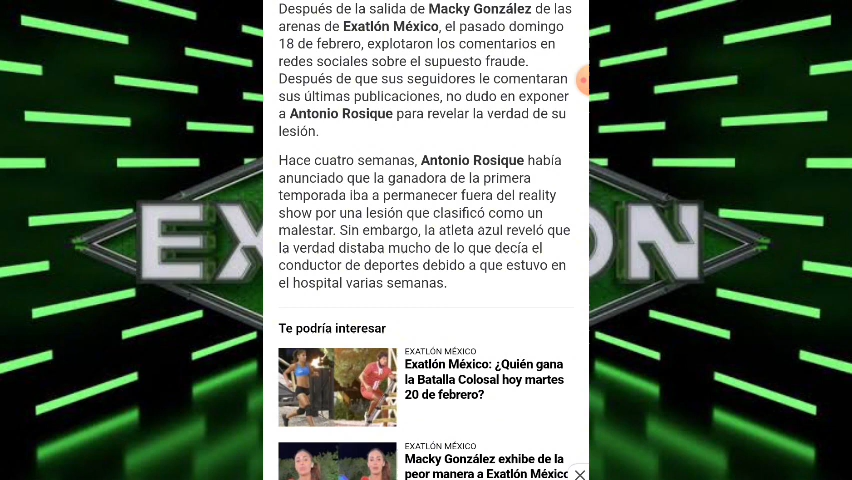 Después de la salida de Macky González de las
arenas de Exatlón México, el pasado domingo
18 de febrero, explotaron los comentarios en
redes sociales sobre el supuesto fraude.
Después de que sus seguidores le comentaran
sus últimas publicaciones, no dudo en exponer
a Antonio Rosique para revelar la verdad de su
lesión.
Hace cuatro semanas, Antonio Rosique había
anunciado que la ganadora de la primera
temporada iba a permanecer fuera del reality
show por una lesión que clasificó como un
malestar. Sin embargo, la atleta azul reveló que
la verdad distaba mucho de lo que decía el
conductor de deportes debido a que estuvo en
el hospital varias semanas.
Te podría interesar
EXATLÓN MÉXICO
Exatlón México: ¿Quién gana
la Batalla Colosal hoy martes
20 de febrero?
EXATLÓN MÉXICO
Macky González exhibe de la
peor manera a Exatlón México
EX
ON